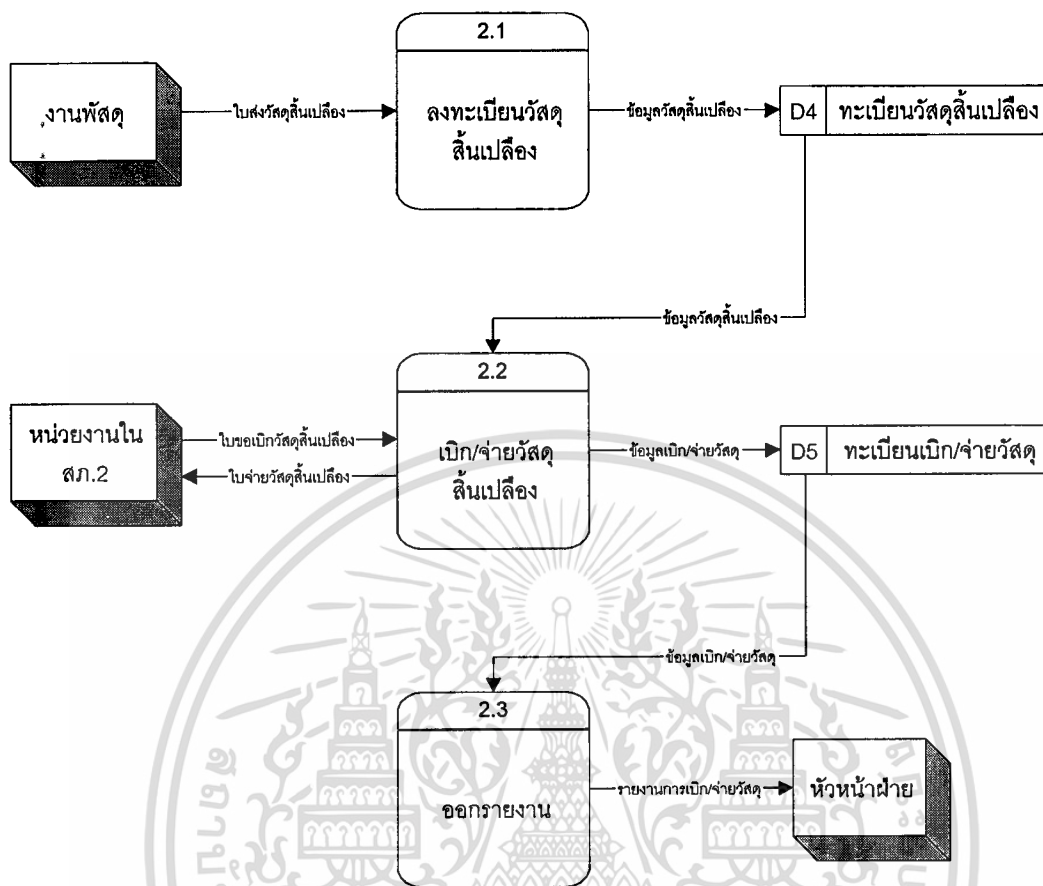 2.1
งานพัสดุ
ใบส่งวัสดุสิ้นเปลือง
ลงทะเบียนวัสดุ
สิ้นเปลือง
ข้อมูลวัสดุสิ้นเปลือง
D4
ทะเบียนวัสดุสิ้นเปลือง
ข้อมูลวัสดุสิ้นเปลือง
2.2
หน่วยงานใน
สภ.2
ใบขอเบิกวัสดุสิ้นเปลือง
ใบจ่ายวัสดุสิ้นเปลือง
เบิก/จ่ายวัสดุ
สิ้นเปลือง
ข้อมูลเบิก/จ่ายวัสดุ
D5
ทะเบียนเบิก/จ่ายวัสดุ
ข้อมูลเบิก/จ่ายวัสดุ
2.3
ออกรายงาน
รายงานการเบิก/จ่ายวัสดุ
หัวหน้าฝ่าย